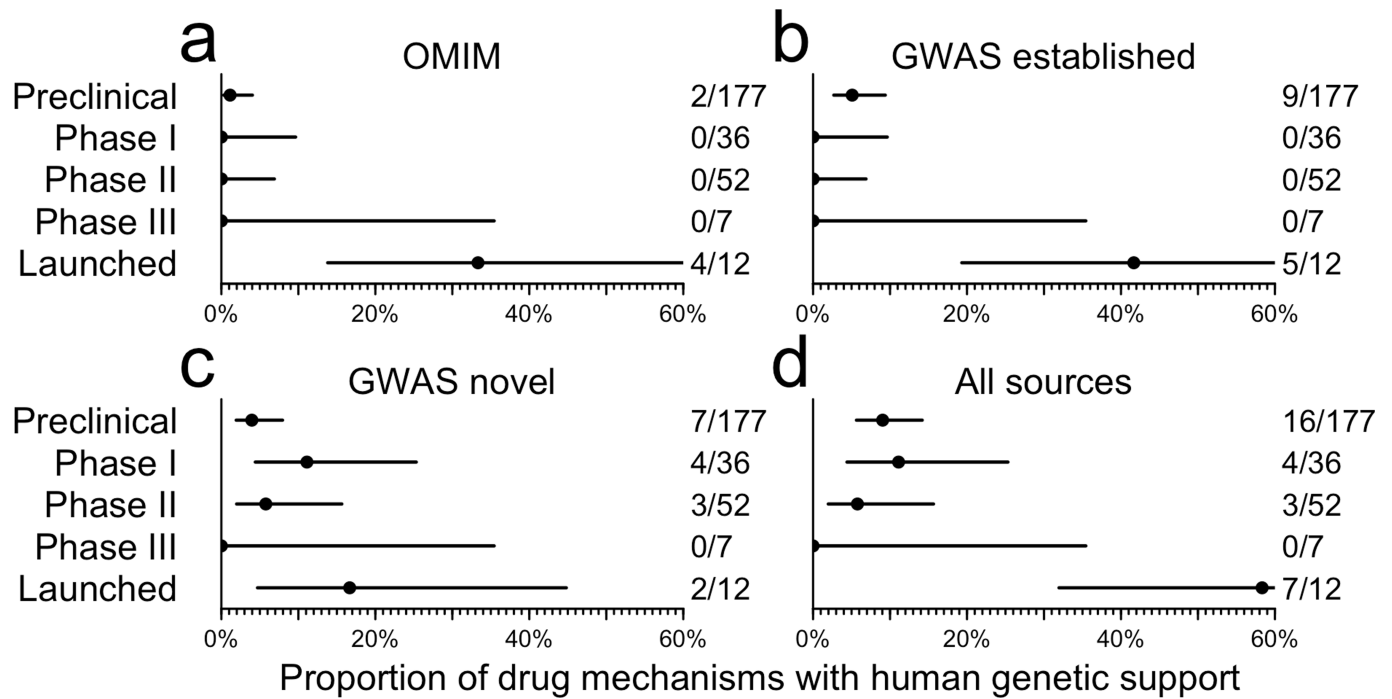 a
OMIM
Preclinical 2/177
Phase I 0/36
Phase II 0/52
Phase III 0/7
Launched 4/12
0% 20% 40% 60%
b
GWAS established
9/177
0/36
0/52
0/7
5/12
0% 20% 40% 60%
c
GWAS novel
Preclinical 7/177
Phase I 4/36
Phase II 3/52
Phase III 0/7
Launched 2/12
0% 20% 40% 60%
d
All sources
16/177
4/36
3/52
0/7
7/12
0% 20% 40% 60%
Proportion of drug mechanisms with human genetic support